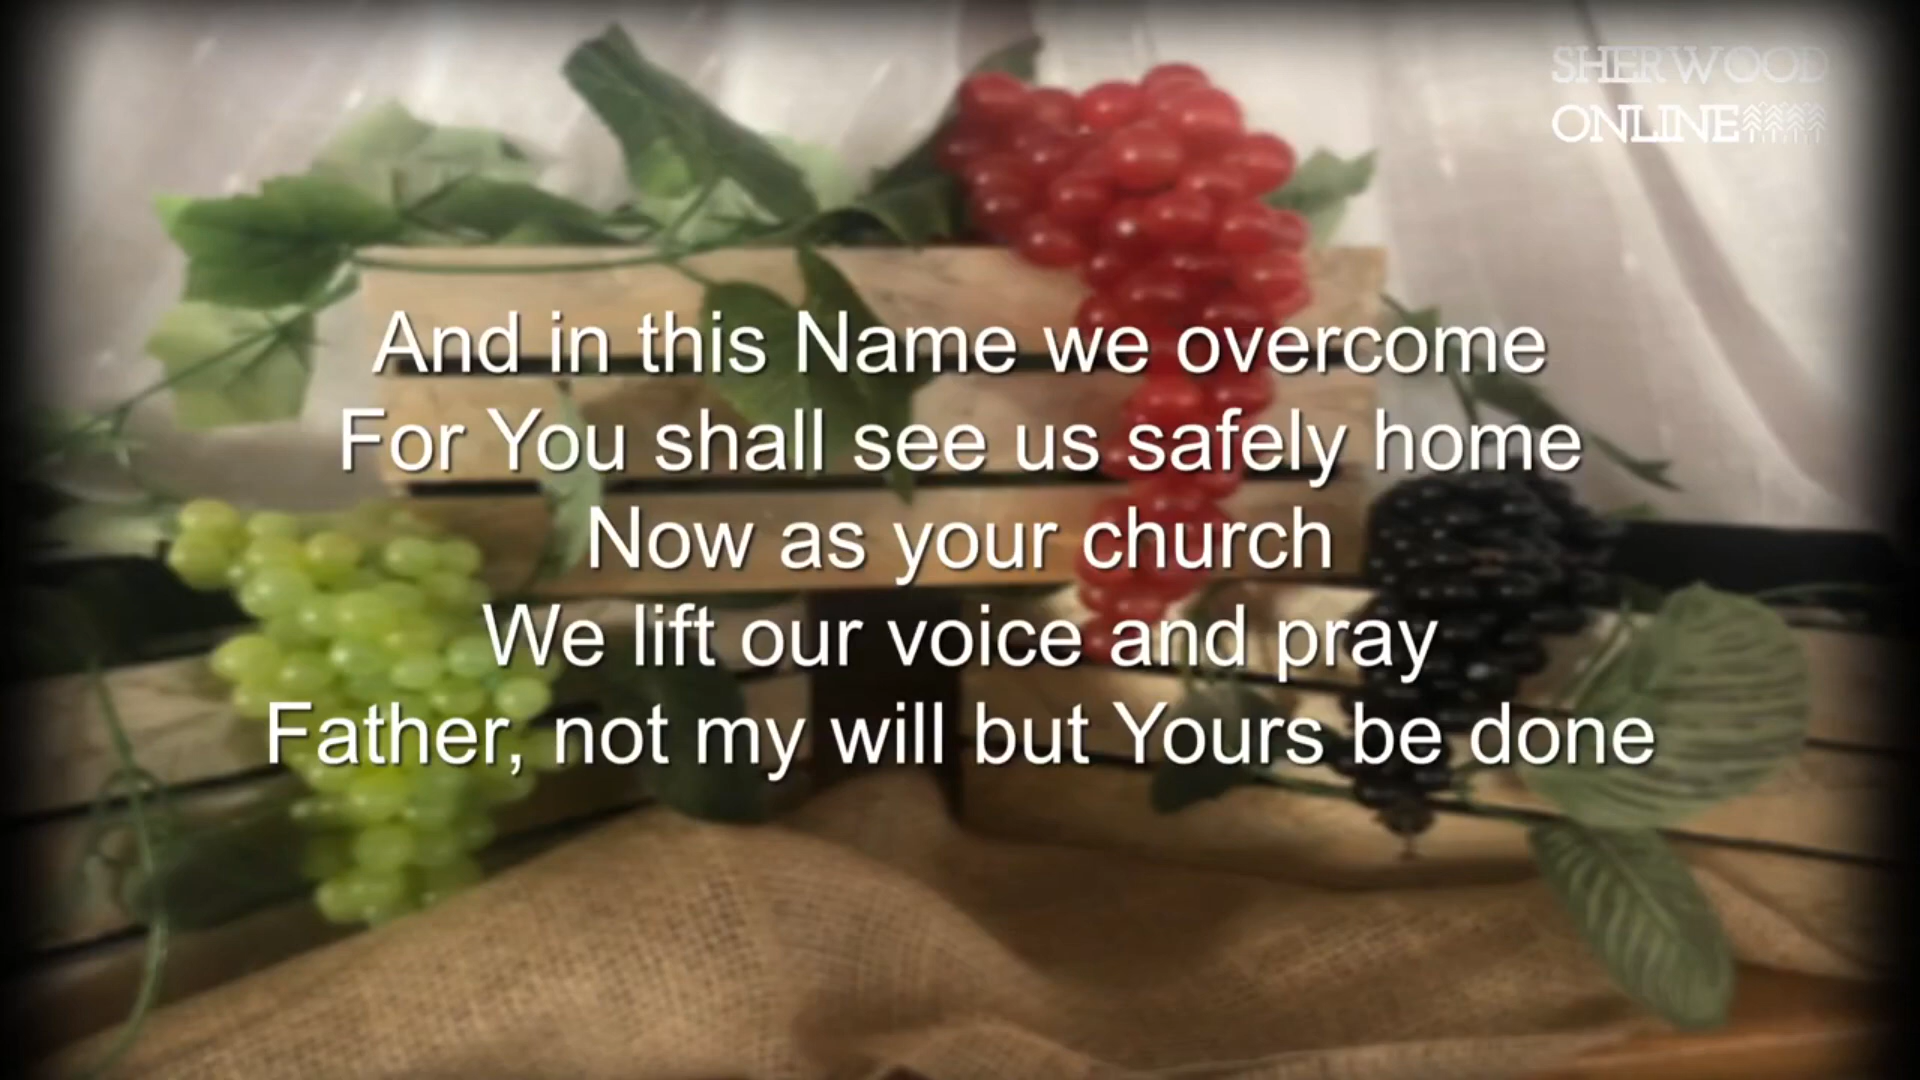 SHERWOOD
ONLINE
And in this Name we overcome
For You shall see us safely home
Now as your church
We lift our voice and pray
Father, not my will but Yours be done